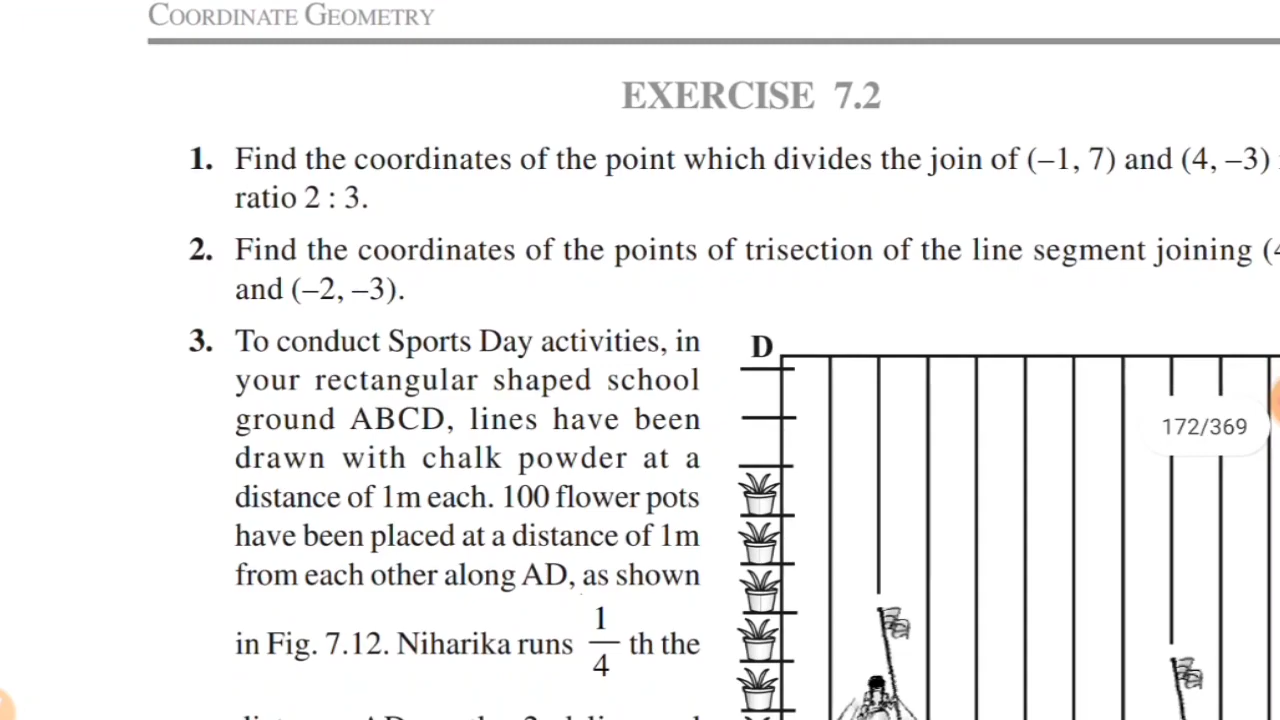 COORDINATE GEOMETRY
EXERCISE 7.2
1. Find the coordinates of the point which divides the join of (–1, 7) and (4, –3)
ratio 2 : 3.
2. Find the coordinates of the points of trisection of the line segment joining (4
and (–2, –3).
3. To conduct Sports Day activities, in
your rectangular shaped school
ground ABCD, lines have been
drawn with chalk powder at a
distance of 1m each. 100 flower pots
have been placed at a distance of 1m
from each other along AD, as shown
in Fig. 7.12. Niharika runs 1/4 th the
D
172/369